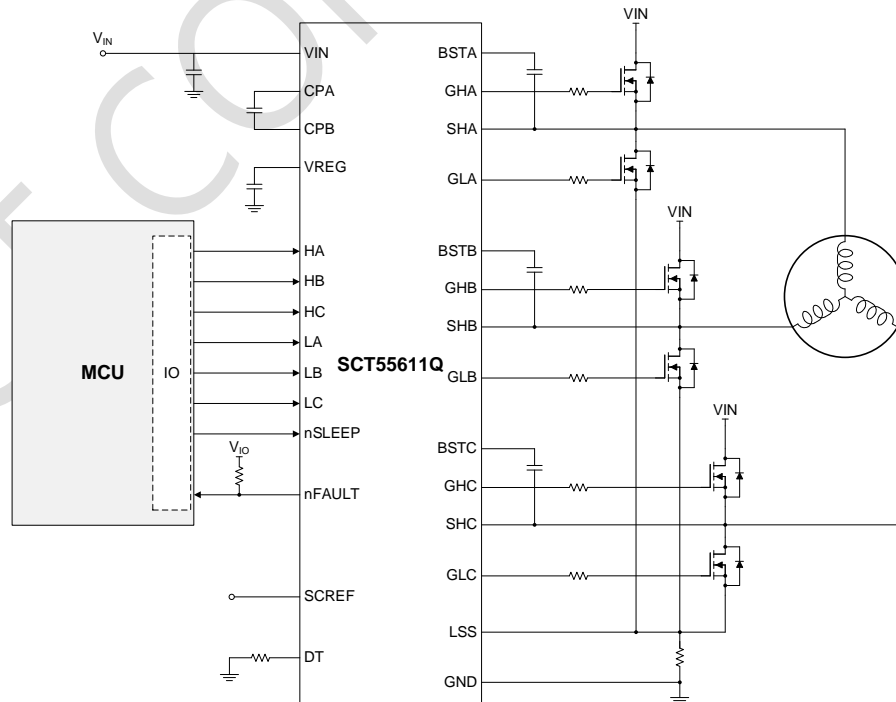 VIN
VIN
VIN
BSTA
CPA
GHA
CPB
SHA
VREG
GLA
VIN
HA
BSTB
HB
GHB
HC
SHB
LA
MCU
IO
LB
SCT55611Q
GLB
LC
VIN
nSLEEP
VIO
BSTC
nFAULT
GHC
SHC
GLC
SCREF
LSS
DT
GND